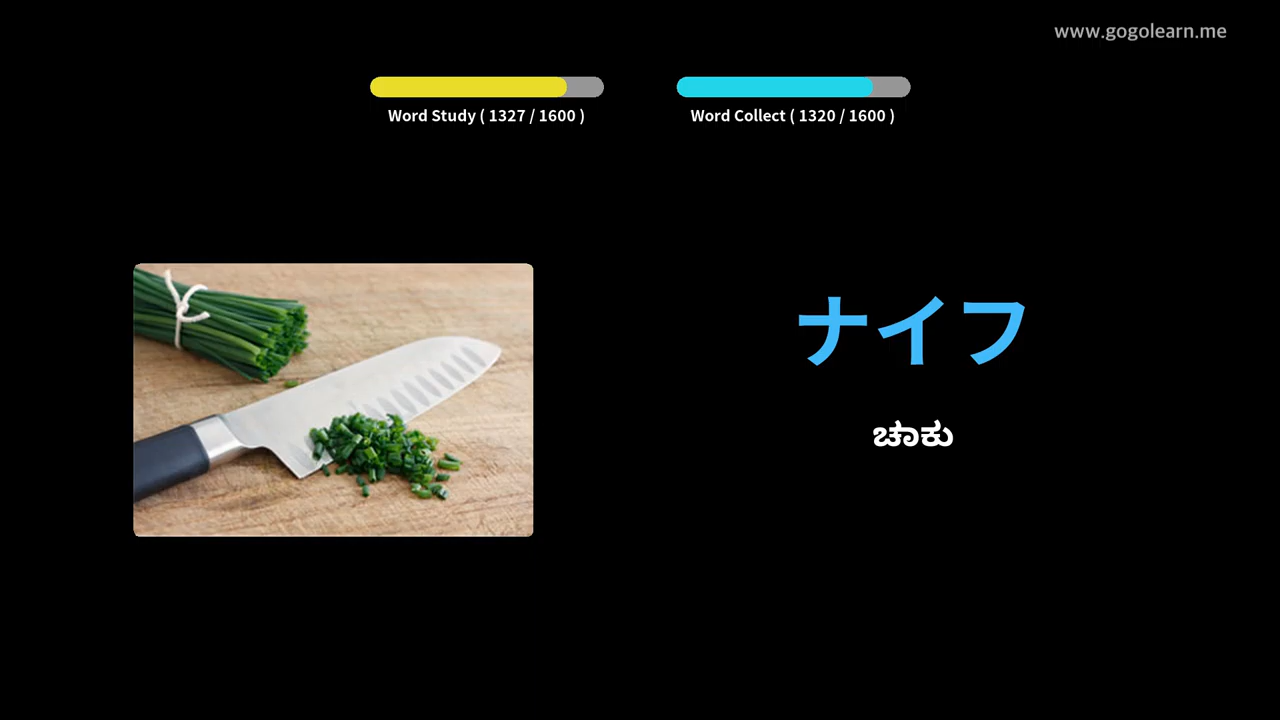 www.gogolearn.me
Word Study ( 1327 / 1600 )
Word Collect ( 1320 / 1600 )
ナイフ
ಚಾಕು